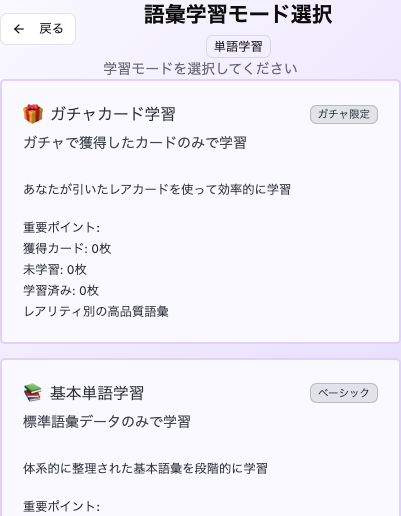 語彙学習モード選択
← 戻る
単語学習
学習モードを選択してください
ガチャカード学習
ガチャ限定
ガチャで獲得したカードのみで学習
あなたが引いたレアカードを使って効率的に学習
重要ポイント:
獲得カード: 0枚
未学習: 0枚
学習済み: 0枚
レアリティ別の高品質語彙
基本単語学習
ベーシック
標準語彙データのみで学習
体系的に整理された基本語彙を段階的に学習
重要ポイント: